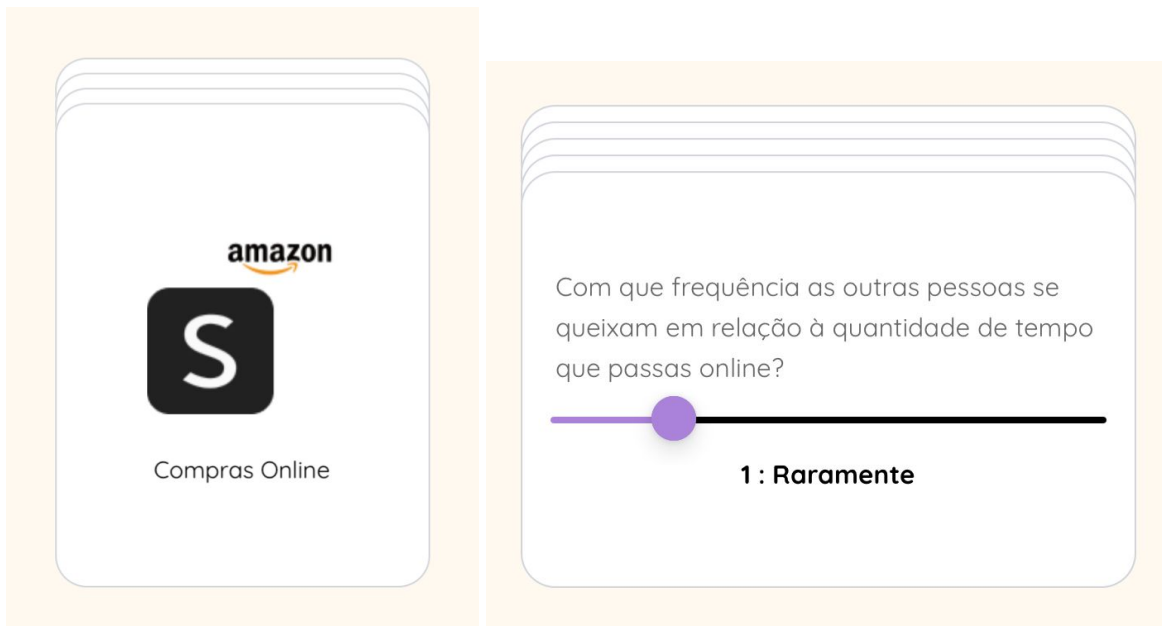 amazon
S
Compras Online
Com que frequência as outras pessoas se
queixam em relação à quantidade de tempo
que passas online?
1 : Raramente